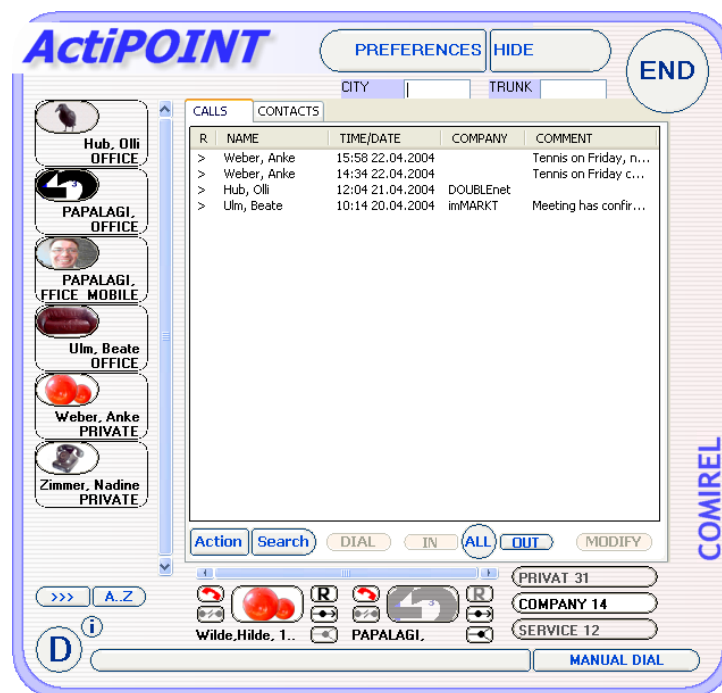 ActiPOINT
PREFERENCES HIDE
END
CITY TRUNK
CALLS CONTACTS
R NAME TIME/DATE COMPANY COMMENT
> Weber, Anke 15:58 22.04.2004 Tennis on Friday, n...
> Weber, Anke 14:34 22.04.2004 Tennis on Friday c...
> Hub, Olli 12:04 21.04.2004 DOUBLEnet
> Ulm, Beate 10:14 20.04.2004 imMARKT Meeting has confir...
Hub, Olli
OFFICE
PAPALAGI,
OFFICE
PAPALAGI,
FFICE MOBILE
Ulm, Beate
OFFICE
Weber, Anke
PRIVATE
Zimmer, Nadine
PRIVATE
COMIREL
Action Search DIAL IN ALL OUT MODIFY
>>> A..Z
R R
Wilde,Hilde, 1.. PAPALAGI,
PRIVAT 31
COMPANY 14
SERVICE 12
D i
MANUAL DIAL